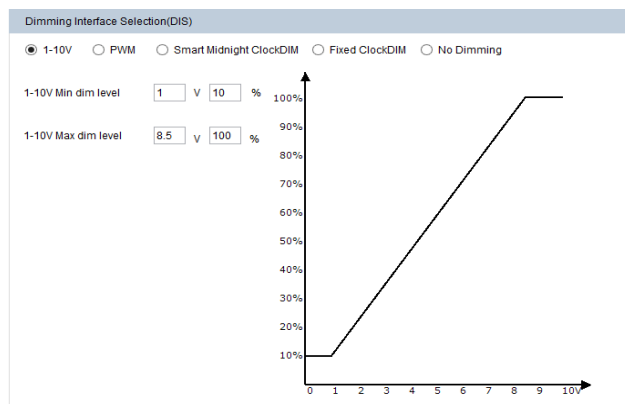 Dimming Interface Selection(DIS)
1-10V PWM Smart Midnight ClockDIM Fixed ClockDIM No Dimming
1-10V Min dim level 1 V 10 %
1-10V Max dim level 8.5 V 100 %
100%
90%
80%
70%
60%
50%
40%
30%
20%
10%
0 1 2 3 4 5 6 7 8 9 10V